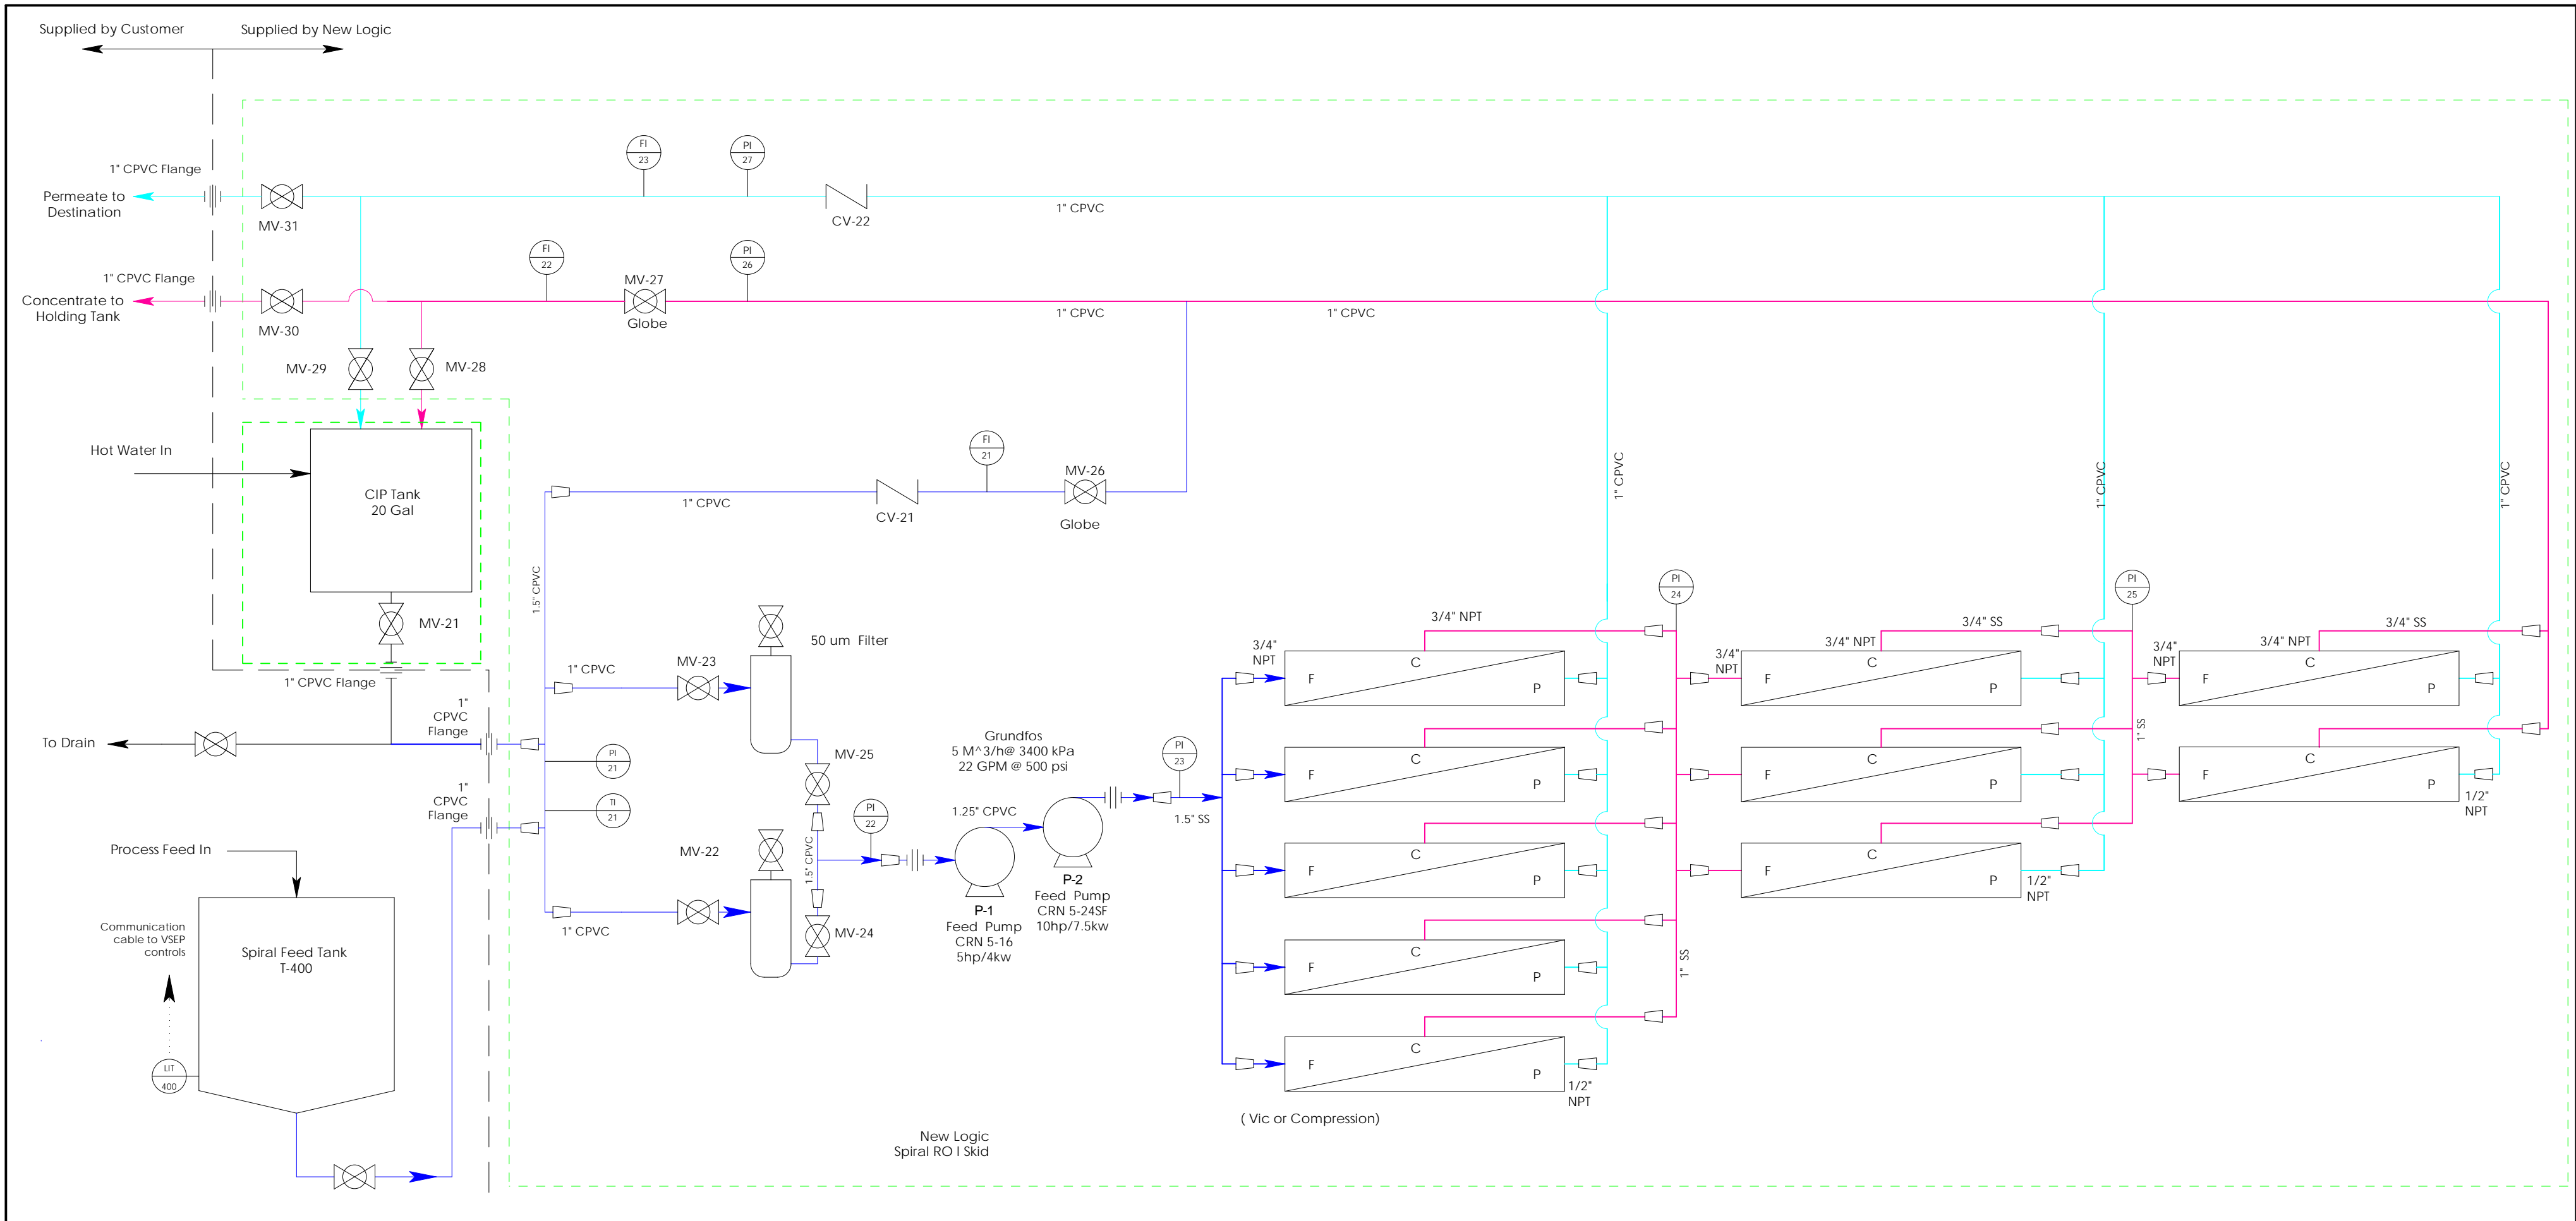 Supplied by Customer
Supplied by New Logic
FI
23
PI
27
1" CPVC Flange
Permeate to
Destination
MV-31
CV-22
1" CPVC
FI
22
PI
26
1" CPVC Flange
MV-27
Concentrate to
Holding Tank
MV-30
Globe
1" CPVC
1" CPVC
MV-29
MV-28
Hot Water In
CIP Tank
20 Gal
FI
21
MV-26
1" CPVC
CV-21
Globe
1" CPVC
1" CPVC
1" CPVC
1.5" CPVC
MV-21
1" CPVC Flange
50 um Filter
1" CPVC
MV-23
PI
24
PI
25
3/4" NPT
3/4" SS
3/4" SS
3/4"
NPT
3/4"
NPT
3/4" NPT
3/4"
NPT
3/4" NPT
F
C
P
F
C
P
F
C
P
1"
CPVC
Flange
To Drain
PI
21
TI
21
MV-25
Grundfos
5 M^3/h@ 3400 kPa
22 GPM @ 500 psi
PI
23
1" SS
F
C
P
F
C
P
F
C
P
1/2"
NPT
1"
CPVC
Flange
Process Feed In
MV-22
1.5" CPVC
PI
22
1.25" CPVC
1.5" SS
P-1
Feed Pump
CRN 5-16
5hp/4kw
P-2
Feed Pump
CRN 5-24SF
10hp/7.5kw
F
C
P
F
C
P
1/2"
NPT
1" CPVC
MV-24
Communication
cable to VSEP
controls
Spiral Feed Tank
T-400
1" SS
F
C
P
LIT
400
F
C
P
1/2"
NPT
( Vic or Compression)
New Logic
Spiral RO I Skid